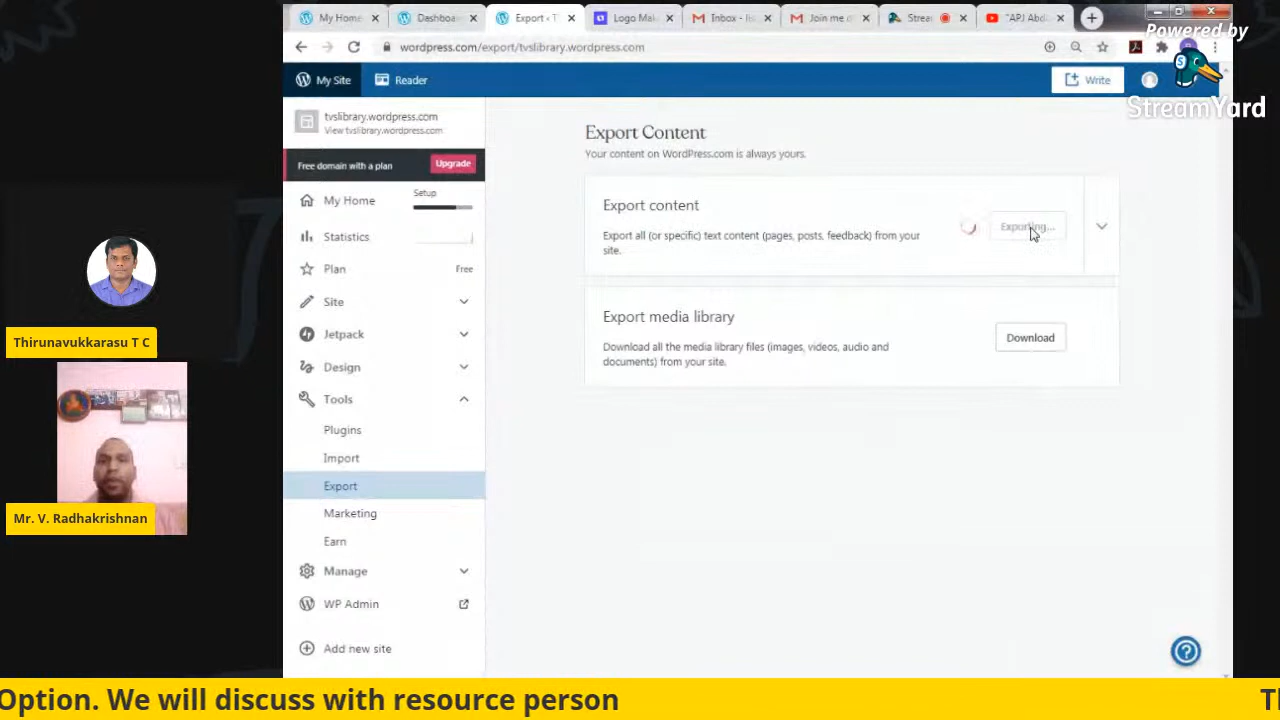 My Home
Dashboa
Export ‹ T
Logo Mak
Inbox - 
Join me o
Strea
"APJ Abd
Powered by
StreamYard
wordpress.com/export/tvslibrary.wordpress.com
My Site
Reader
Write
tvslibrary.wordpress.com
View tvslibrary.wordpress.com
Free domain with a plan
Upgrade
My Home
Setup
Statistics
Plan
Free
Site
Jetpack
Design
Tools
Plugins
Import
Export
Marketing
Earn
Manage
WP Admin
Add new site
Export Content
Your content on WordPress.com is always yours.
Export content
Export all (or specific) text content (pages, posts, feedback) from your
site.
Exporting...
Export media library
Download all the media library files (images, videos, audio and
documents) from your site.
Download
Thirunavukkarasu T C
Mr. V. Radhakrishnan
Option. We will discuss with resource person